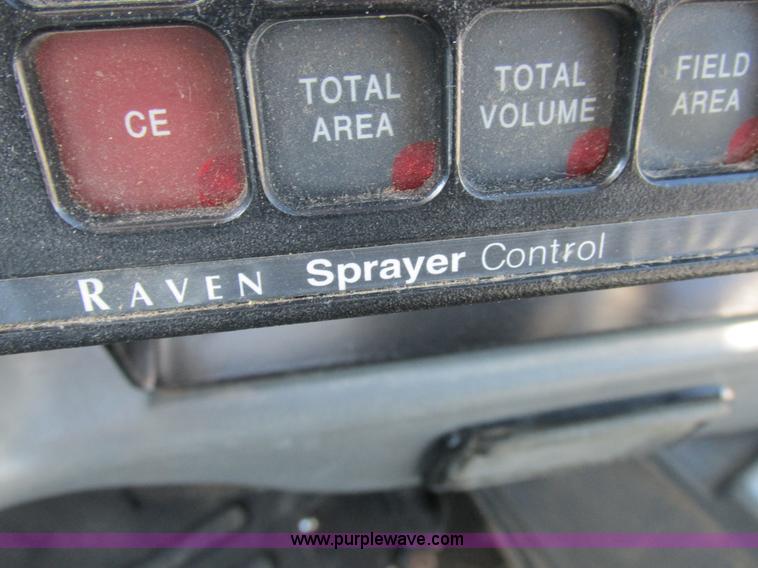 CE
TOTAL
AREA
TOTAL
VOLUME
FIELD
AREA
RAVEN Sprayer Control
www.purplewave.com